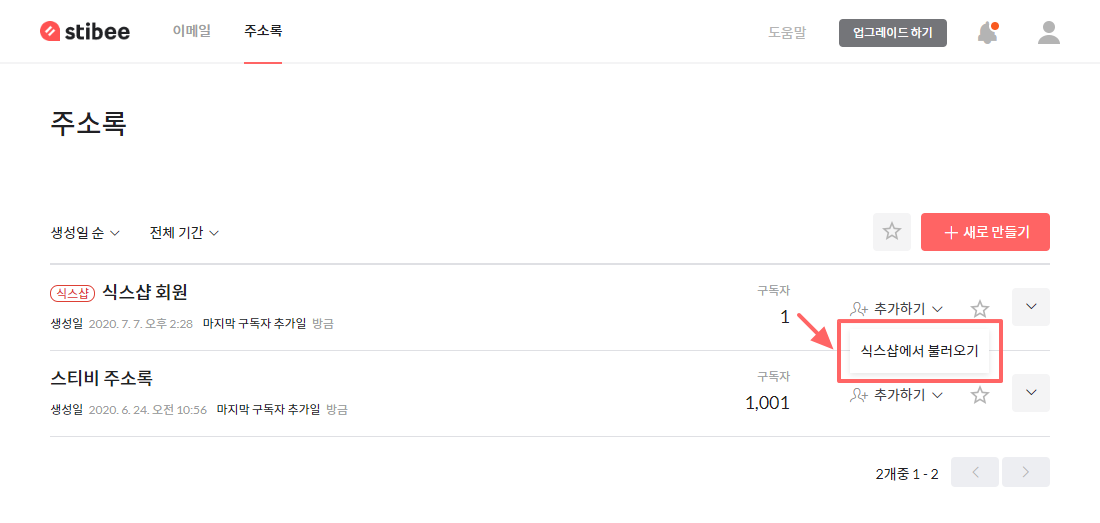 stibee 이메일 주소록 도움말 업그레이드 하기
주소록
생성일 순 전체 기간 새로 만들기
식스샵 식스샵 회원 구독자
생성일 2020. 7. 7. 오후 2:28 마지막 구독자 추가일 방금 1 추가하기
식스샵에서 불러오기
스티비 주소록 구독자
생성일 2020. 6. 24. 오전 10:56 마지막 구독자 추가일 방금 1,001 추가하기
2개중 1 - 2